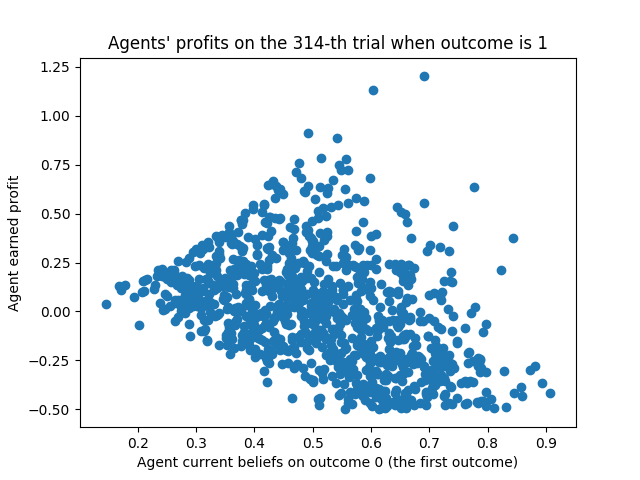 Agents' profits on the 314-th trial when outcome is 1
1.25
1.00
0.75
0.50
0.25
0.00
−0.25
−0.50
Agent earned profit
0.2 0.3 0.4 0.5 0.6 0.7 0.8 0.9
Agent current beliefs on outcome 0 (the first outcome)